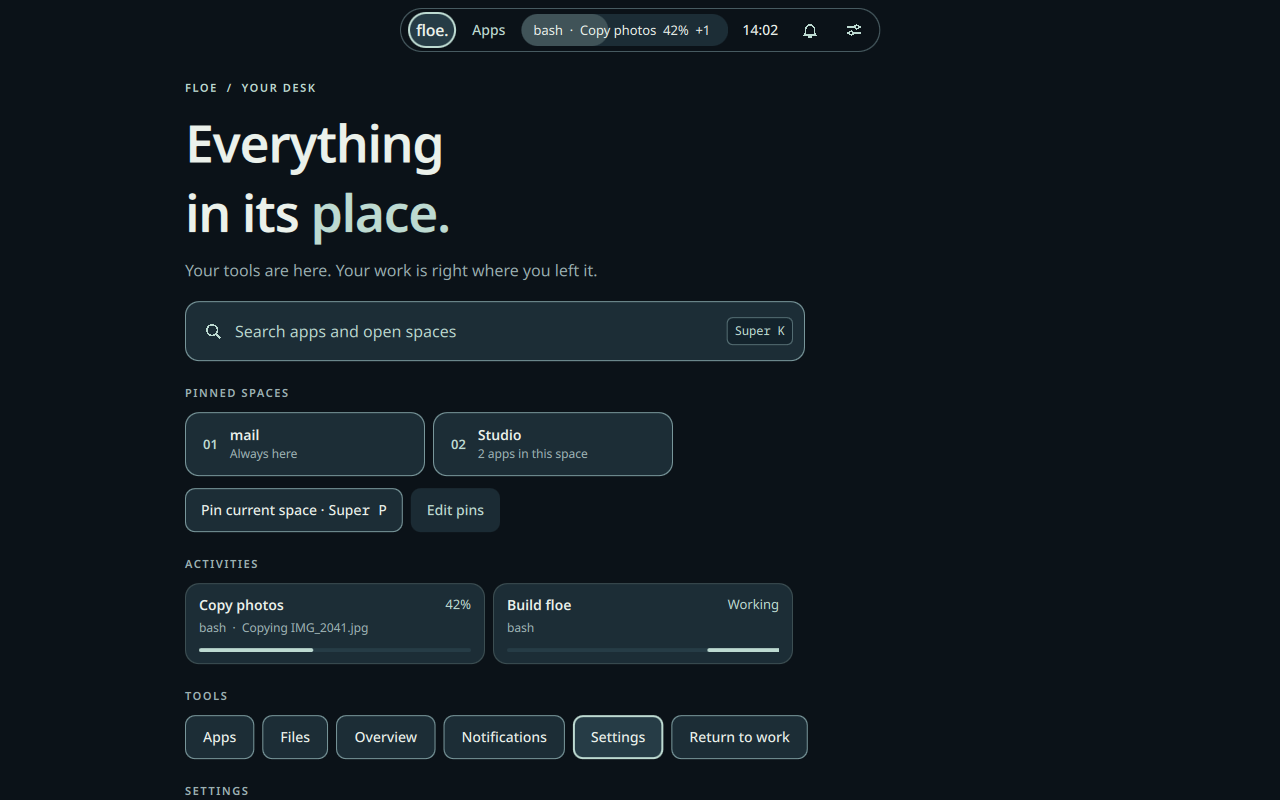 floe. Apps bash · Copy photos 42% +1 14:02
FLOE / YOUR DESK
Everything
in its place.
Your tools are here. Your work is right where you left it.
Search apps and open spaces Super K
PINNED SPACES
01 mail
Always here
02 Studio
2 apps in this space
Pin current space · Super P Edit pins
ACTIVITIES
Copy photos 42%
bash · Copying IMG_2041.jpg
Build floe Working
bash
TOOLS
Apps Files Overview Notifications Settings Return to work
SETTINGS